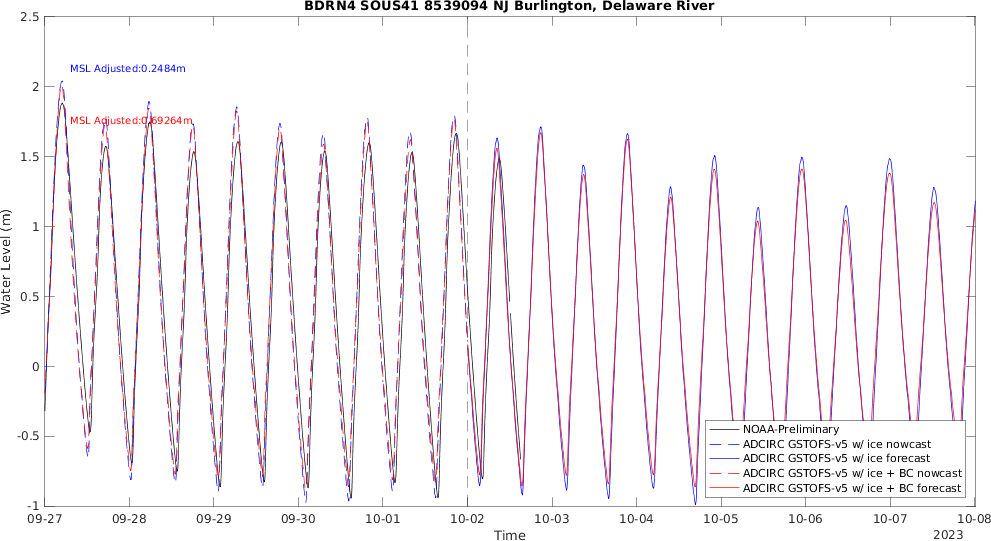 BDRN4 SOUS41 8539094 NJ Burlington, Delaware River
2.5
2
1.5
1
0.5
0
-0.5
-1
Water Level (m)
MSL Adjusted:0.2484m
MSL Adjusted:0.69264m
NOAA-Preliminary
ADCIRC GSTOFS-v5 w/ ice nowcast
ADCIRC GSTOFS-v5 w/ ice forecast
ADCIRC GSTOFS-v5 w/ ice + BC nowcast
ADCIRC GSTOFS-v5 w/ ice + BC forecast
09-27 09-28 09-29 09-30 10-01 10-02 10-03 10-04 10-05 10-06 10-07 10-08
Time
2023